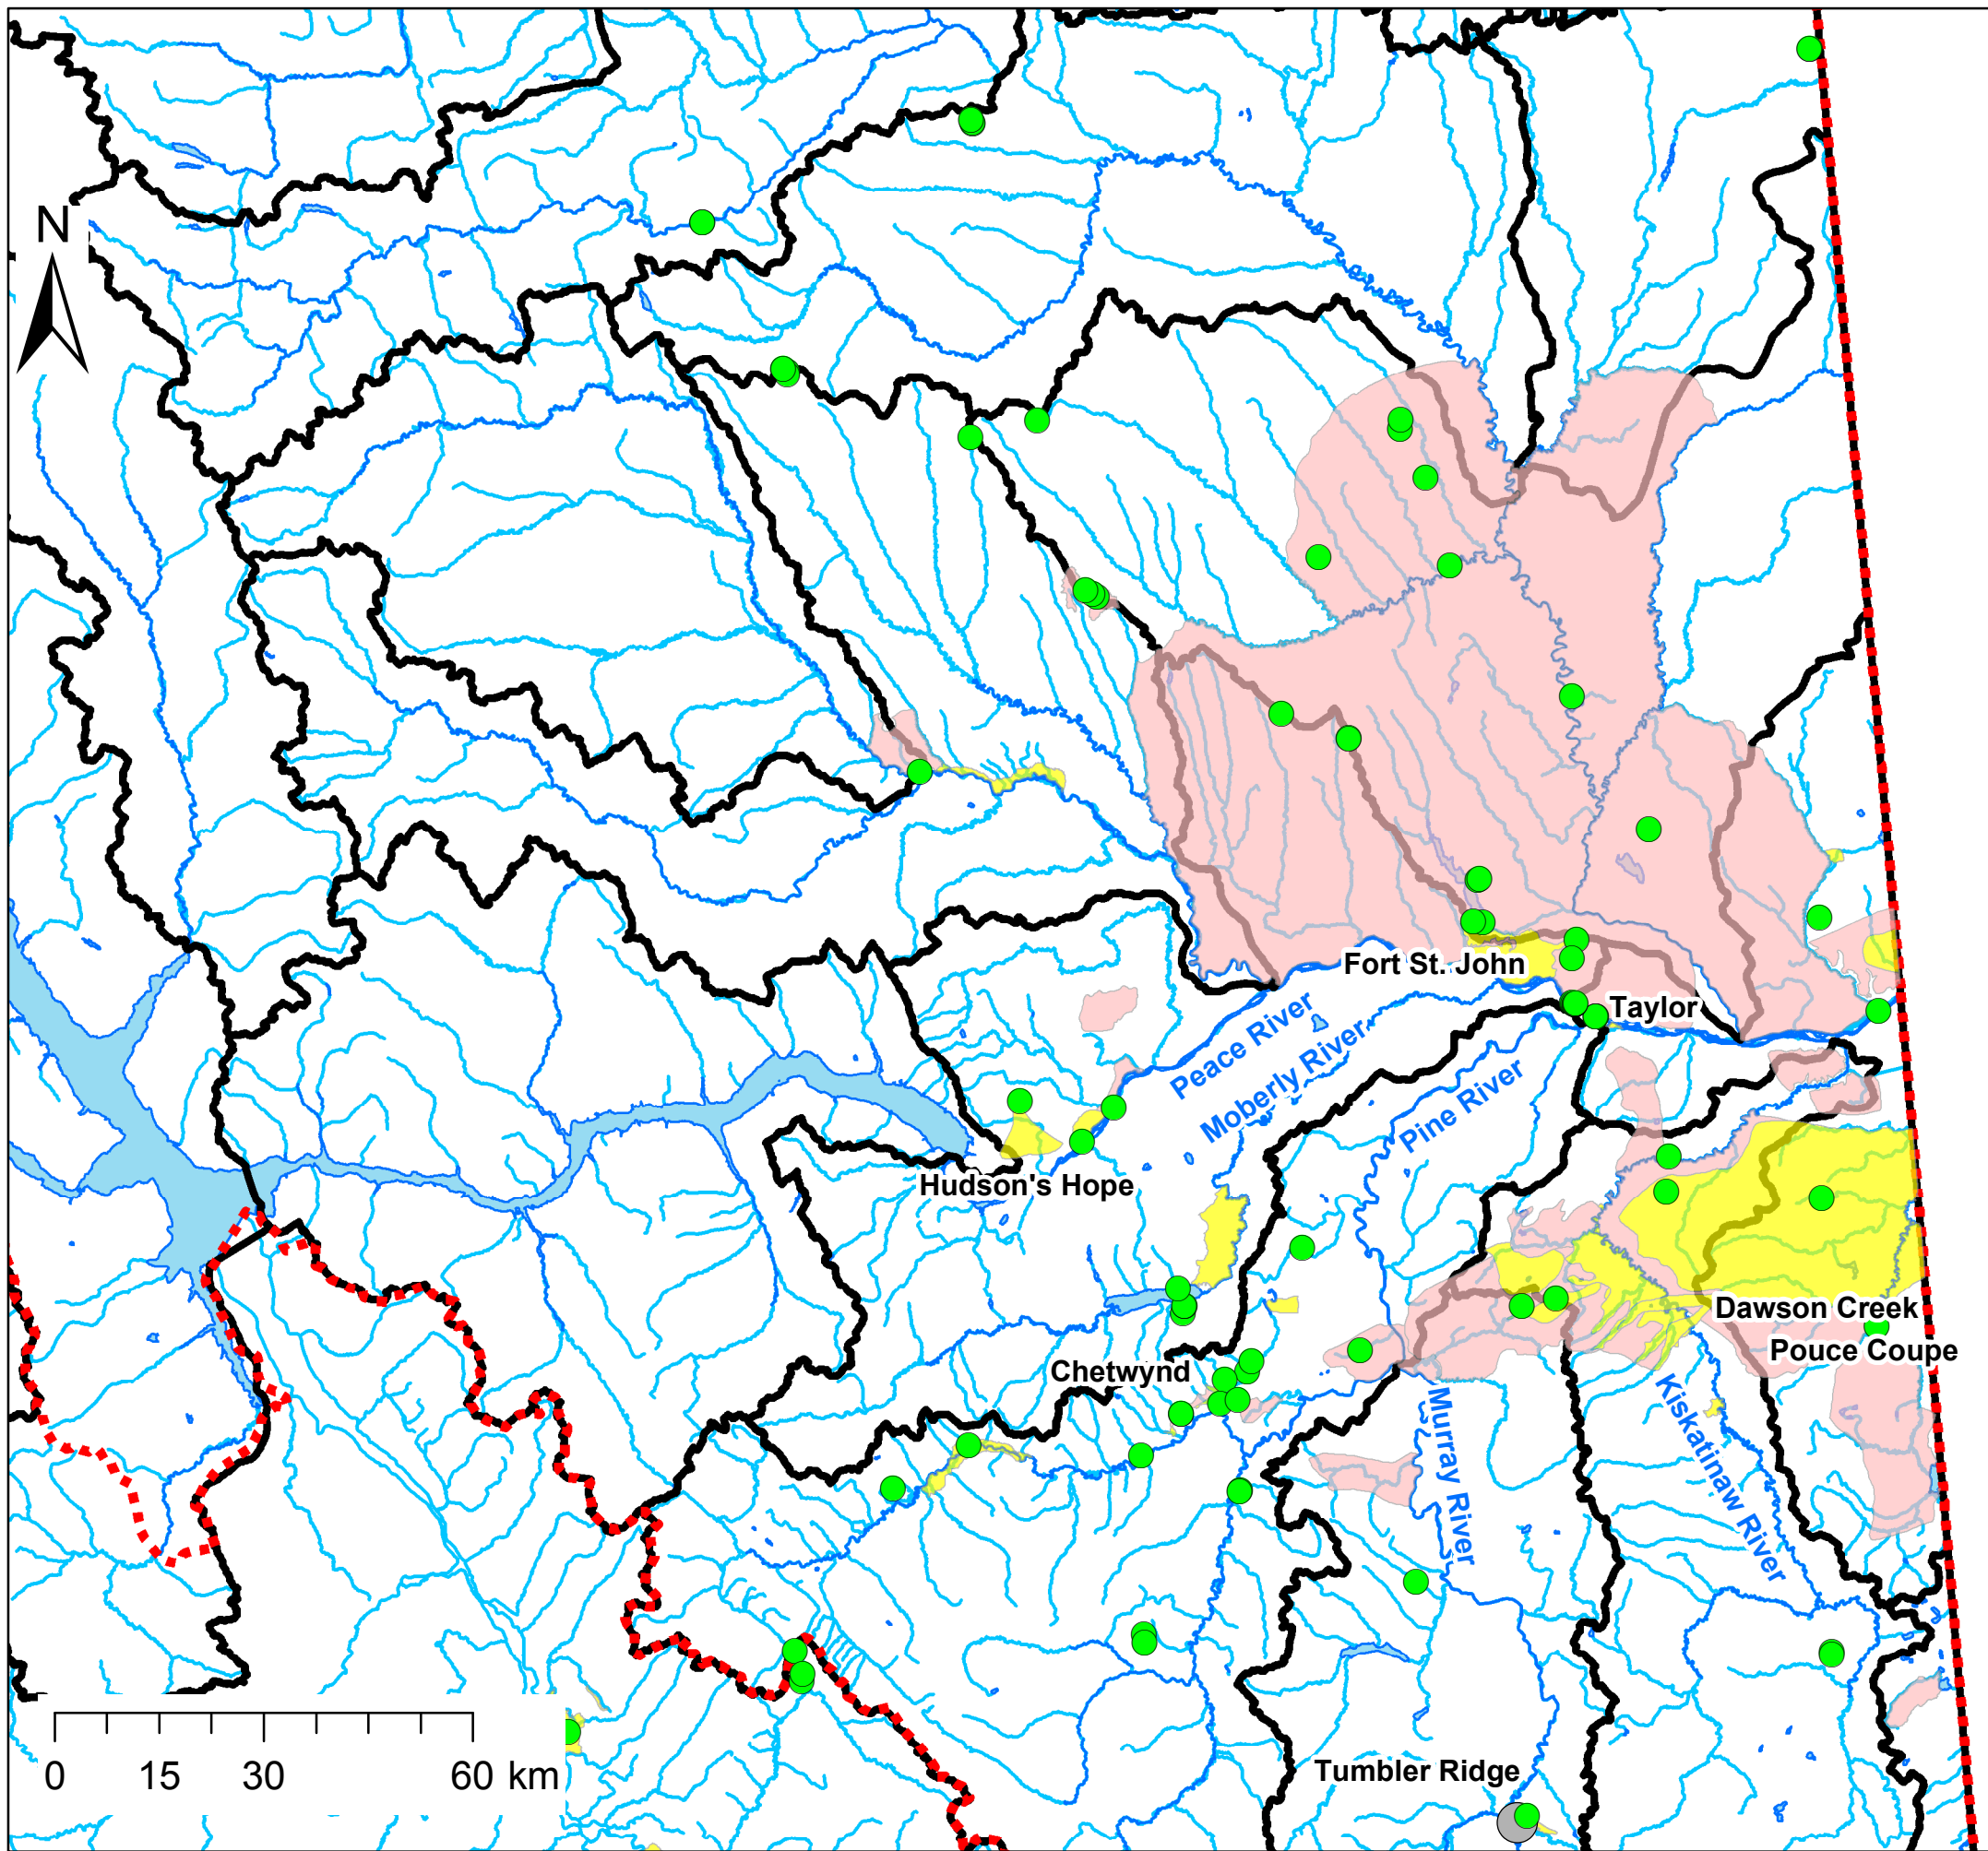 N
Fort St. John
Taylor
Peace River
Moberly River
Pine River
Hudson's Hope
Dawson Creek
Pouce Coupe
Chetwynd
Murray River
Kiskatinaw River
Tumbler Ridge
0 15 30 60 km